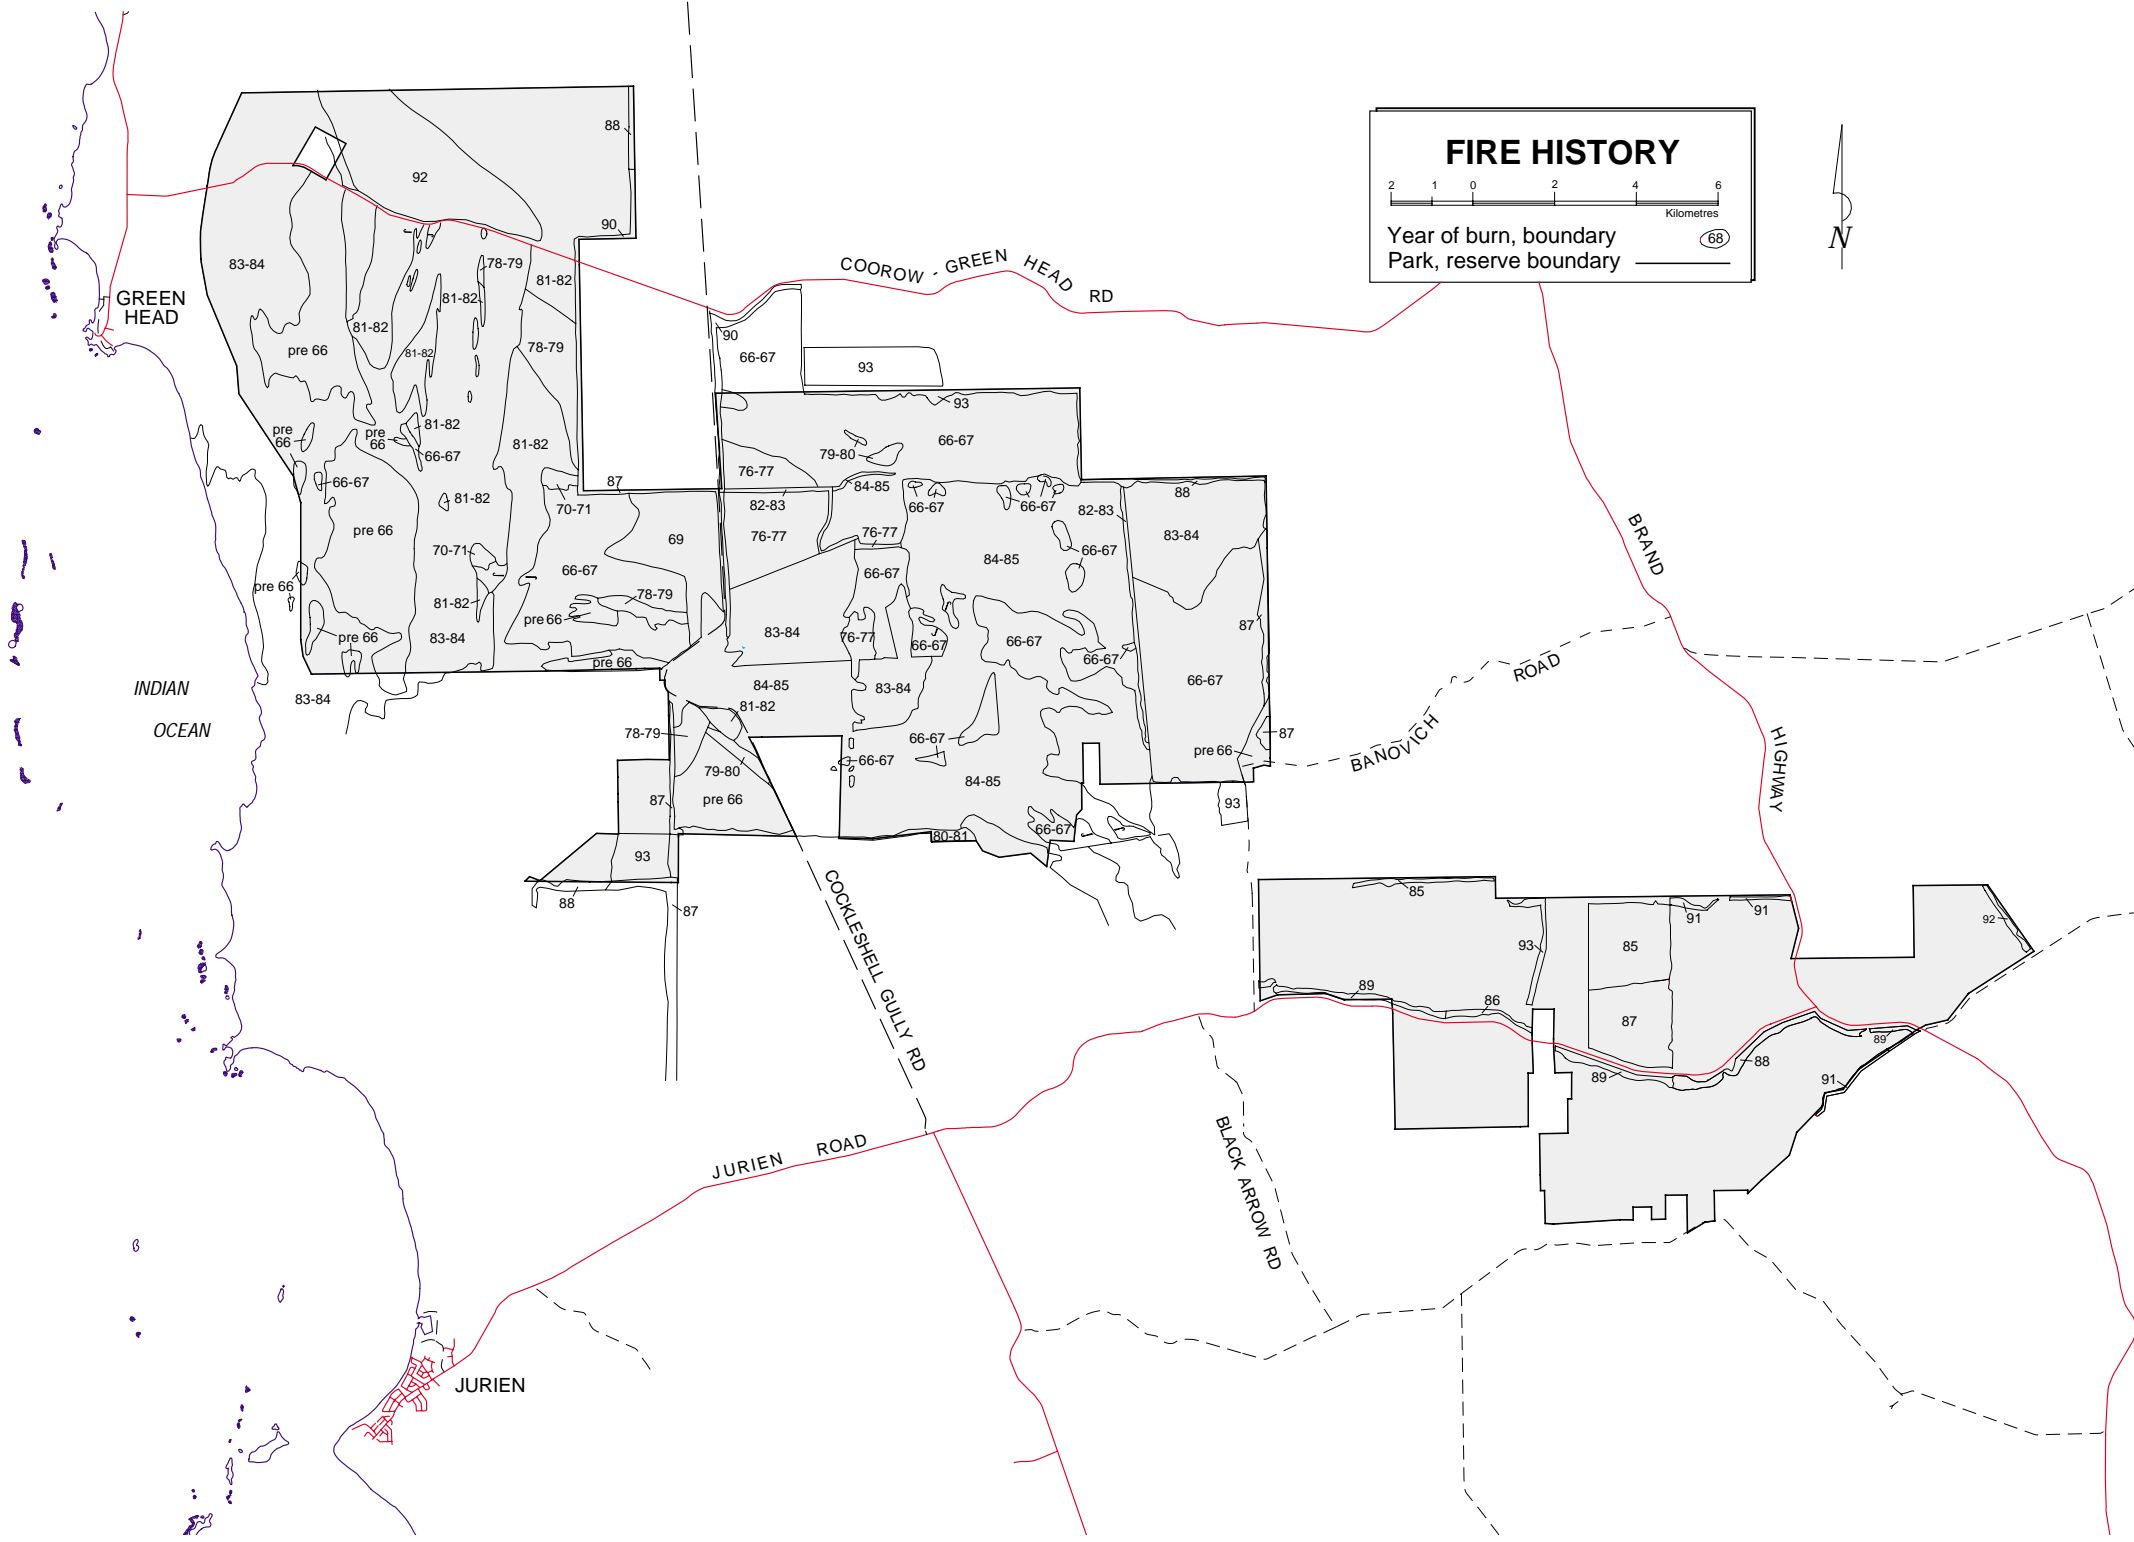 FIRE HISTORY
2 1 0 2 4 6
Kilometres
Year of burn, boundary
68
Park, reserve boundary
N
88
92
90
COOROW - GREEN HEAD RD
83-84
78-79
81-82
GREEN
HEAD
81-82
81-82
81-82
78-79
pre 66
90
66-67
93
93
pre
66
pre
66
81-82
66-67
81-82
66-67
79-80
76-77
66-67
81-82
87
70-71
84-85
82-83
76-77
66-67
66-67
88
82-83
83-84
pre 66
69
76-77
84-85
66-67
70-71
66-67
66-67
pre 66
81-82
78-79
pre 66
83-84
pre 66
83-84
76-77
66-67
66-67
66-67
87
pre 66
BRAND
HIGHWAY
BANOVICH ROAD
INDIAN
OCEAN
83-84
84-85
83-84
66-67
81-82
78-79
66-67
87
pre 66
79-80
66-67
84-85
pre 66
87
93
80-81
66-67
93
88
87
COCKLESHELL GULLY RD
85
91
91
92
93
85
89
86
87
89
88
89
91
JURIEN ROAD
BLACK ARROW RD
JURIEN